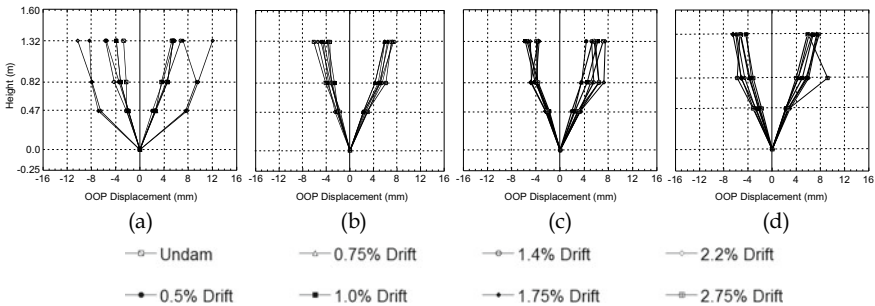 1.60
1.32
0.82
0.47
0.0
-0.25
Height (m)
-16 -12 -8 -4 0 4 8 12 16
OOP Displacement (mm)
(a)
-16 -12 -8 -4 0 4 8 12 16
OOP Displacement (mm)
(b)
-16 -12 -8 -4 0 4 8 12 16
OOP Displacement (mm)
(c)
-16 -12 -8 -4 0 4 8 12 16
OOP Displacement (mm)
(d)
Undam 0.75% Drift 1.4% Drift 2.2% Drift
0.5% Drift 1.0% Drift 1.75% Drift 2.75% Drift